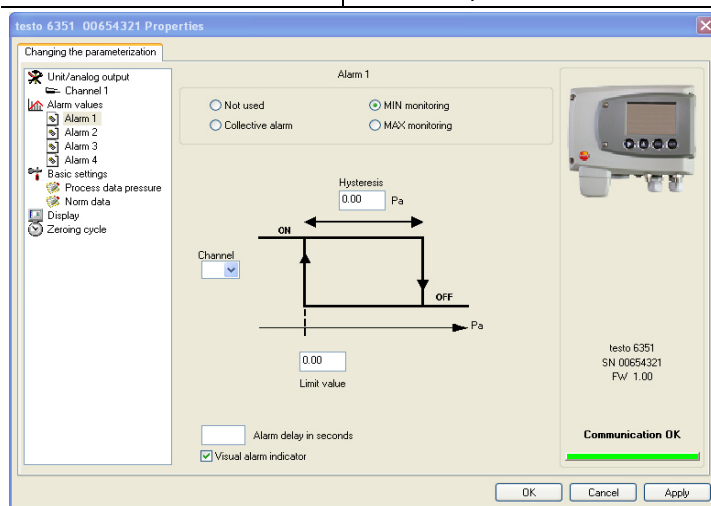 testo 6351 00654321 Properties
Changing the parameterization
Unit/analog output
Channel 1
Alarm values
Alarm 1
Alarm 2
Alarm 3
Alarm 4
Basic settings
Process data pressure
Norm data
Display
Zeroing cycle
Alarm 1
Not used
MIN monitoring
Collective alarm
MAX monitoring
Hysteresis
0.00 Pa
ON
Channel
OFF
Pa
0.00
Limit value
Alarm delay in seconds
Visual alarm indicator
testo 6351
SN 00654321
FW 1.00
Communication OK
OK Cancel Apply